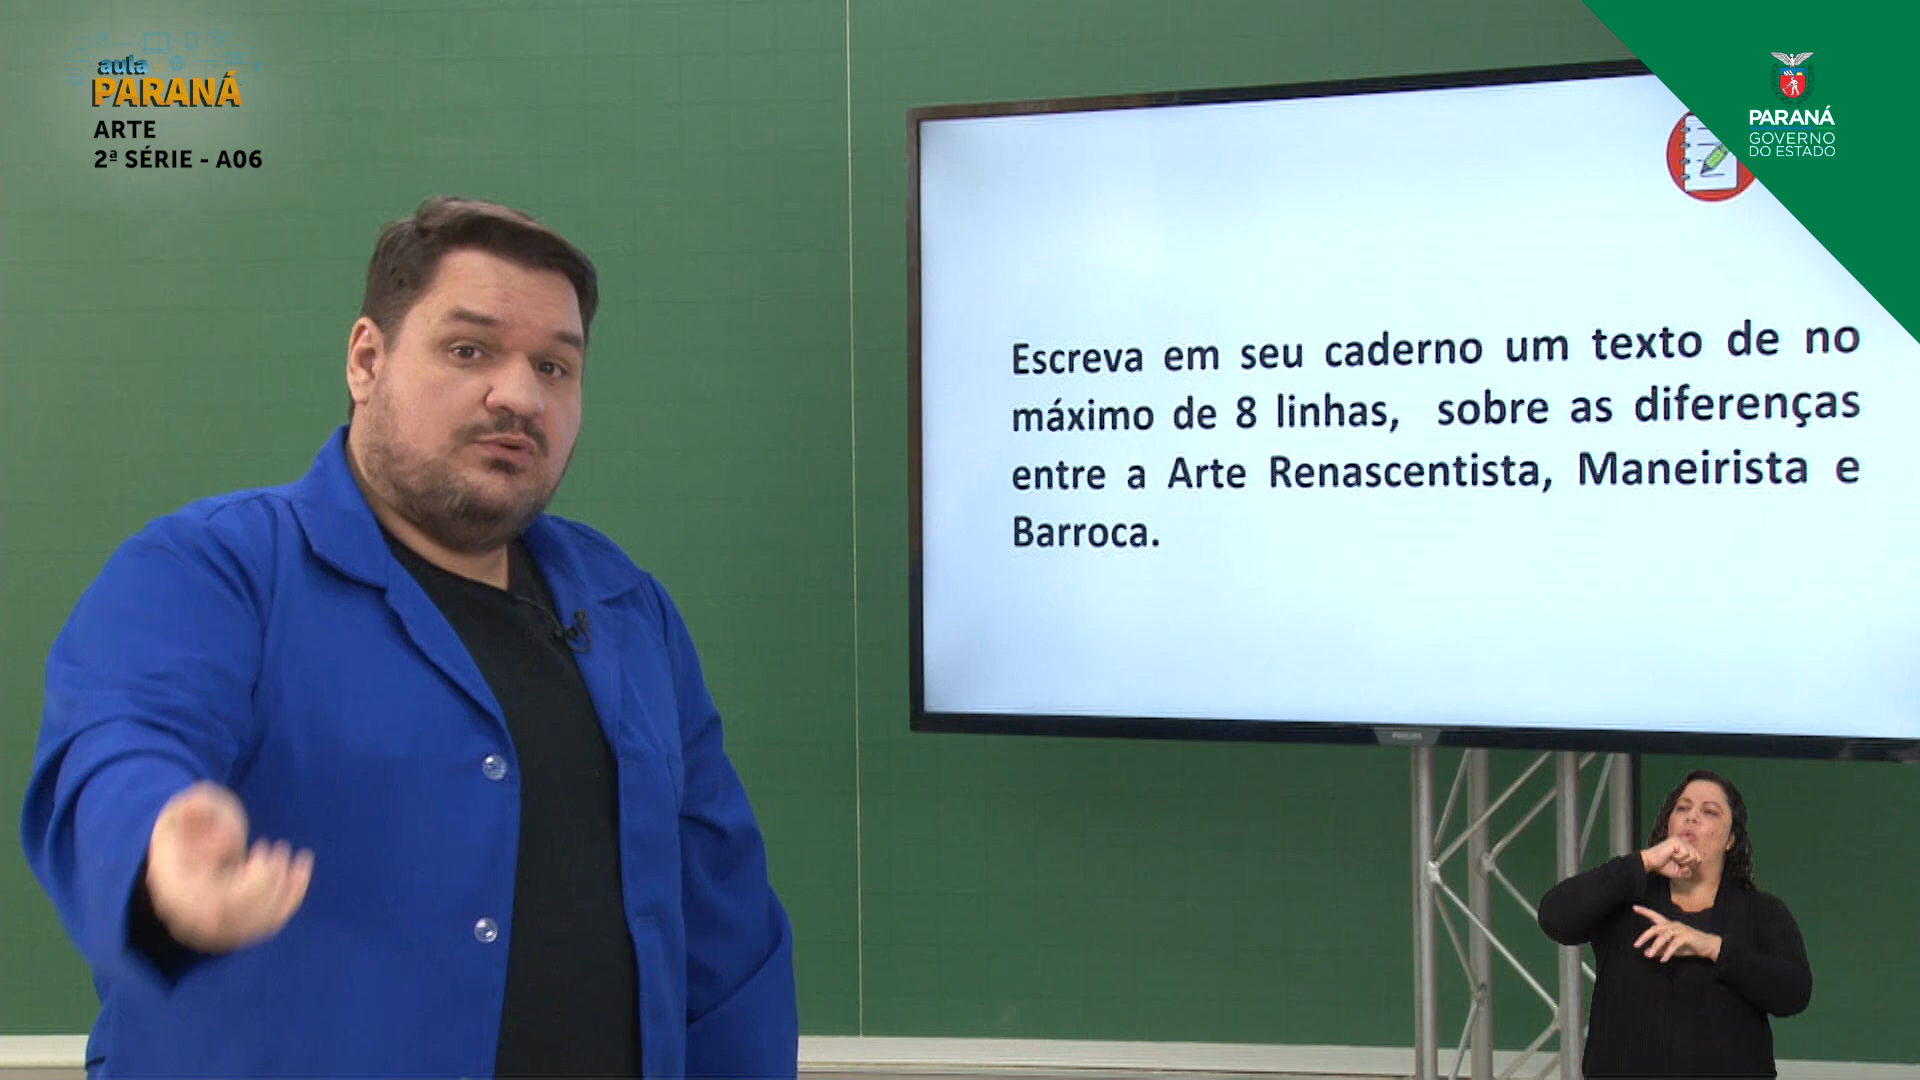 aula
PARANÁ
ARTE
2ª SÉRIE - A06
PARANÁ
GOVERNO
DO ESTADO
Escreva em seu caderno um texto de no
máximo de 8 linhas, sobre as diferenças
entre a Arte Renascentista, Maneirista e
Barroca.
PHILIPS